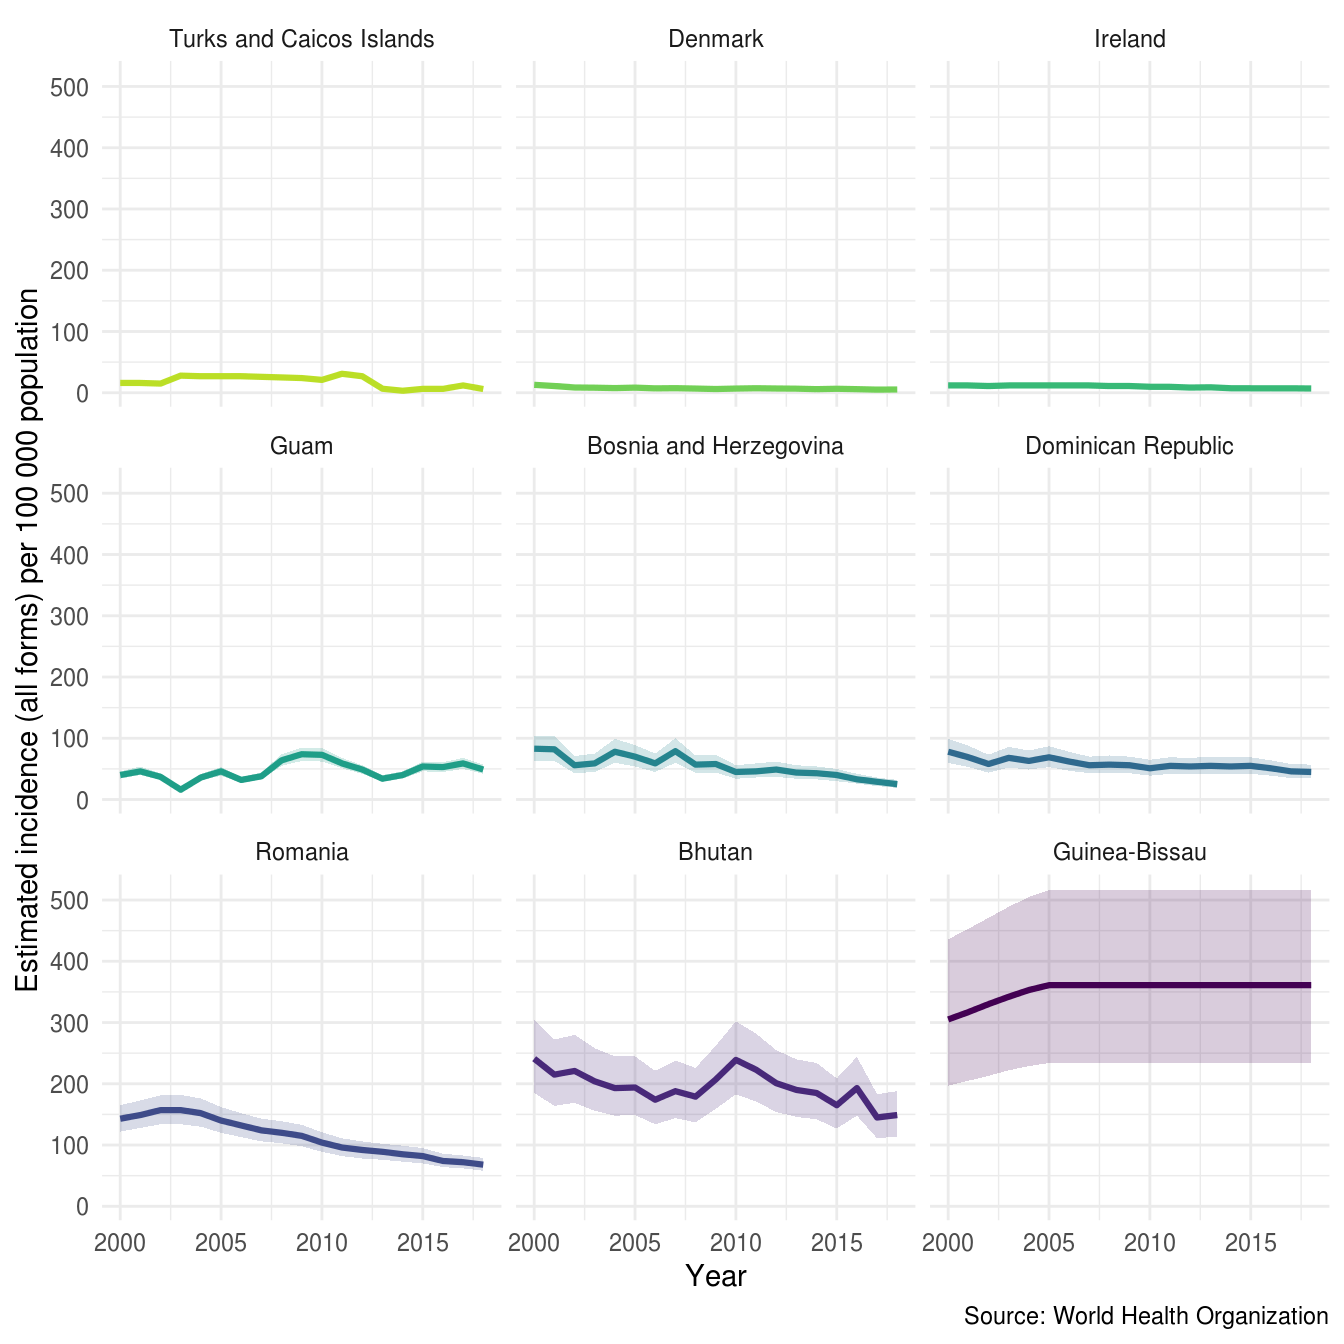 Turks and Caicos Islands Denmark Ireland
500
400
300
200
100
0
Guam Bosnia and Herzegovina Dominican Republic
500
400
300
200
100
0
Romania Bhutan Guinea-Bissau
500
400
300
200
100
0
2000 2005 2010 2015 2000 2005 2010 2015 2000 2005 2010 2015
Estimated incidence (all forms) per 100 000 population
Year
Source: World Health Organization